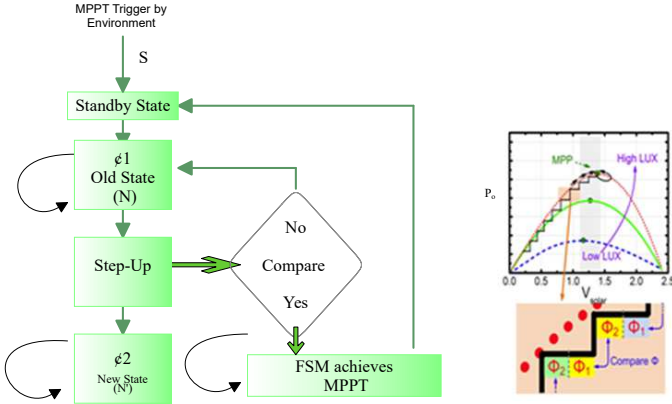 MPPT Trigger by
Environment
S
Standby State
¢1
Old State
(N)
Step-Up
¢2
New State
(N')
No
Compare
Yes
FSM achieves
MPPT
MPP
High LUX
Low LUX
Po
0.0 0.5 1.0 1.5 2.0 2.5
V solar
Φ2 Φ1
Φ2 Φ1
Compare Φ